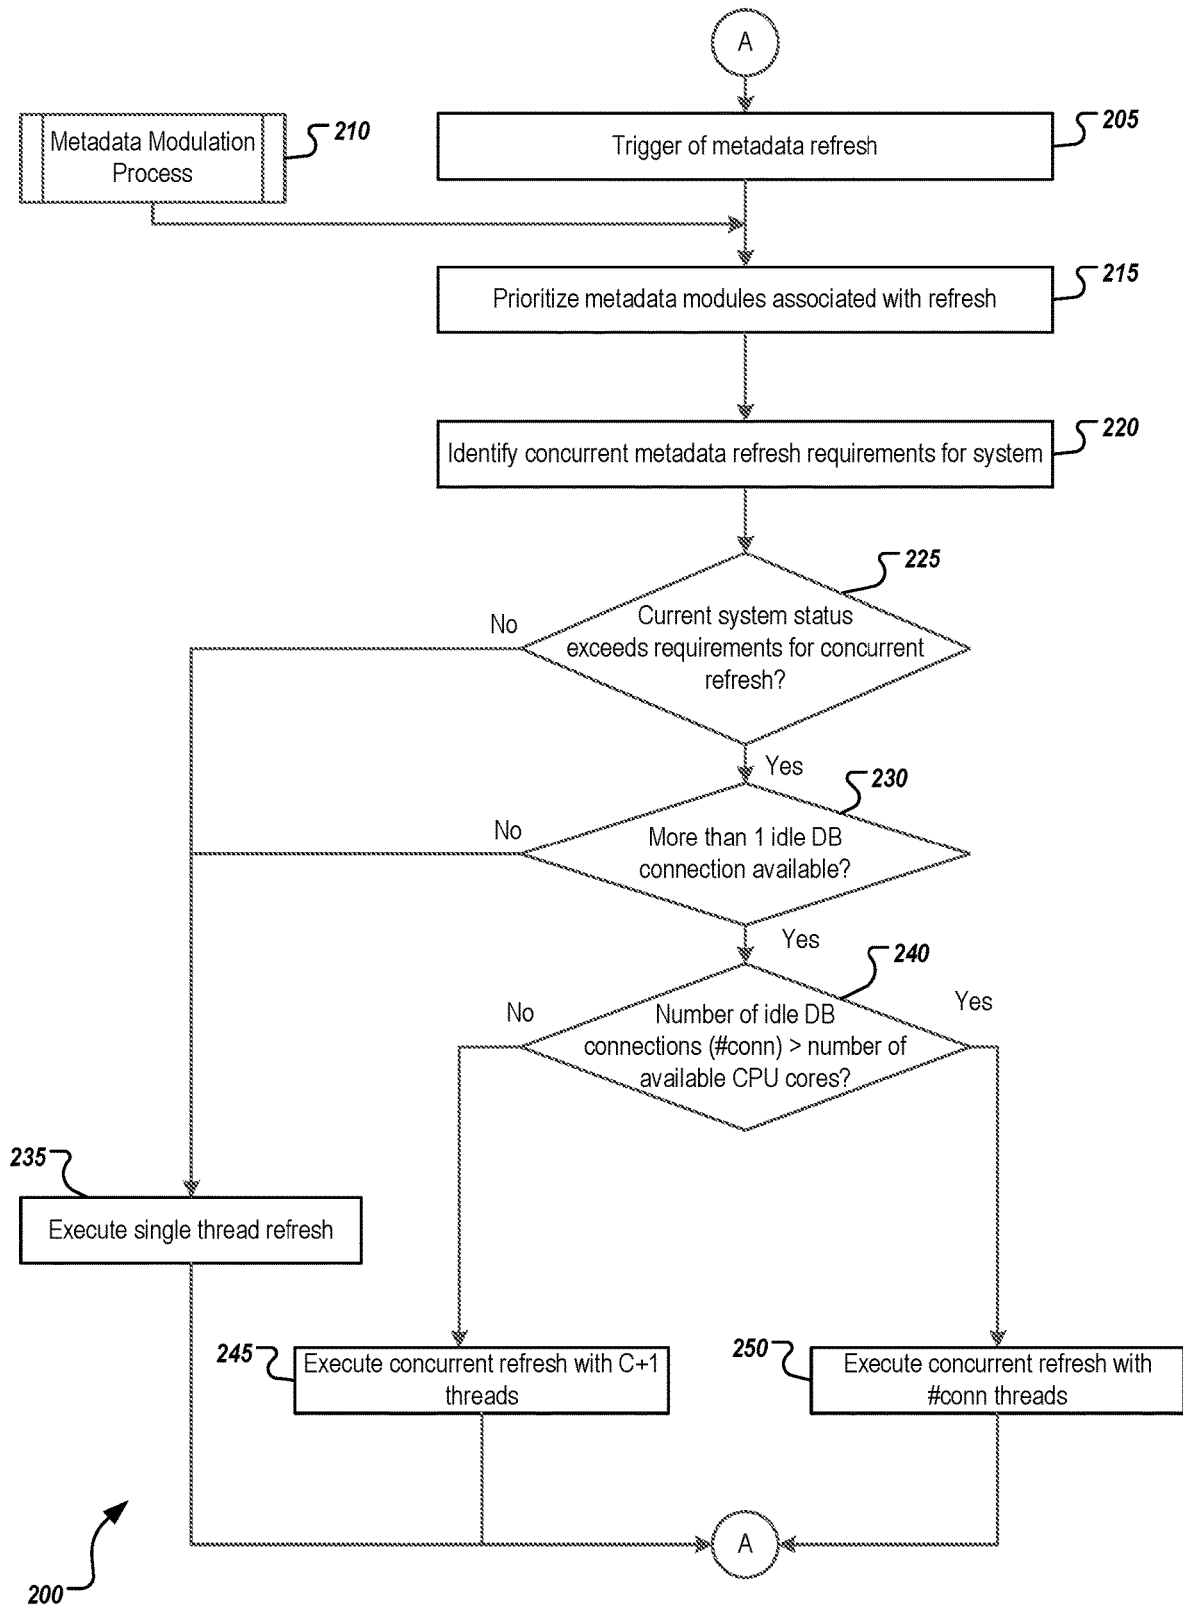 A
Trigger of metadata refresh
205
Metadata Modulation
Process
210
Prioritize metadata modules associated with refresh
215
Identify concurrent metadata refresh requirements for system
220
Current system status
exceeds requirements for concurrent
refresh?
225
No
Yes
More than 1 idle DB
connection available?
230
No
Yes
Number of idle DB
connections (#conn) > number of
available CPU cores?
240
No
Yes
235
Execute single thread refresh
245
Execute concurrent refresh with C+1
threads
250
Execute concurrent refresh with
#conn threads
A
200